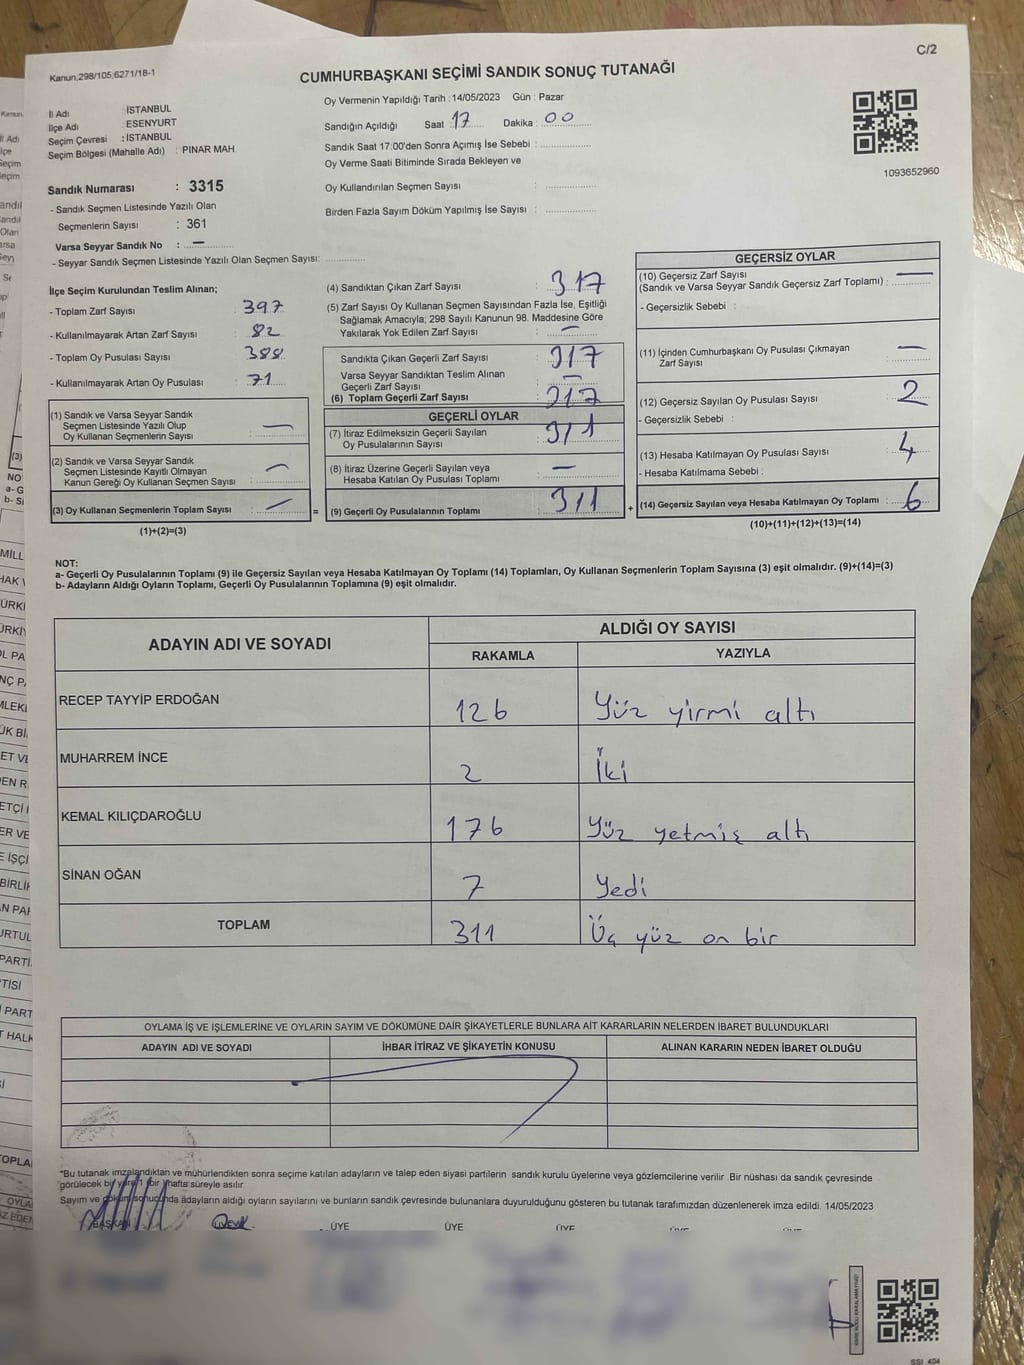 C/2
Kanun;298/105;6271/18-1
CUMHURBAŞKANI SEÇİMİ SANDIK SONUÇ TUTANAĞI
İl Adı : İSTANBUL
İlçe Adı : ESENYURT
Seçim Çevresi : İSTANBUL
Seçim Bölgesi (Mahalle Adı) : PINAR MAH.
Sandık Numarası : 3315
- Sandık Seçmen Listesinde Yazılı Olan
Seçmenlerin Sayısı : 361
Varsa Seyyar Sandık No : —
- Seyyar Sandık Seçmen Listesinde Yazılı Olan Seçmen Sayısı:
Oy Vermenin Yapıldığı Tarih : 14/05/2023 Gün : Pazar
Sandığın Açıldığı Saat 17 Dakika : 00
Sandık Saat 17:00'den Sonra Açımış İse Sebebi :
Oy Verme Saati Bitiminde Sırada Bekleyen ve
Oy Kullandırılan Seçmen Sayısı :
Birden Fazla Sayım Döküm Yapılmış İse Sayısı :
1093652960
İlçe Seçim Kurulundan Teslim Alınan;
- Toplam Zarf Sayısı : 397
- Kullanılmayarak Artan Zarf Sayısı : 82
- Toplam Oy Pusulası Sayısı : 388
- Kullanılmayarak Artan Oy Pusulası : 71
(1) Sandık ve Varsa Seyyar Sandık
Seçmen Listesinde Yazılı Olup
Oy Kullanan Seçmenlerin Sayısı : —
(2) Sandık ve Varsa Seyyar Sandık
Seçmen Listesinde Kayıtlı Olmayan
Kanun Gereği Oy Kullanan Seçmen Sayısı : —
(3) Oy Kullanan Seçmenlerin Toplam Sayısı : —
(1)+(2)=(3)
(4) Sandıktan Çıkan Zarf Sayısı : 317
(5) Zarf Sayısı Oy Kullanan Seçmen Sayısından Fazla İse, Eşitliği
Sağlamak Amacıyla; 298 Sayılı Kanunun 98. Maddesine Göre
Yakılarak Yok Edilen Zarf Sayısı : —
Sandıkta Çıkan Geçerli Zarf Sayısı : 317
Varsa Seyyar Sandıktan Teslim Alınan
Geçerli Zarf Sayısı : —
(6) Toplam Geçerli Zarf Sayısı : 317
GEÇERLİ OYLAR
(7) İtiraz Edilmeksizin Geçerli Sayılan
Oy Pusulalarının Sayısı : 311
(8) İtiraz Üzerine Geçerli Sayılan veya
Hesaba Katılan Oy Pusulası Toplamı : —
= (9) Geçerli Oy Pusulalarının Toplamı : 311
GEÇERSİZ OYLAR
(10) Geçersiz Zarf Sayısı
(Sandık ve Varsa Seyyar Sandık Geçersiz Zarf Toplamı) : —
- Geçersizlik Sebebi :
(11) İçinden Cumhurbaşkanı Oy Pusulası Çıkmayan
Zarf Sayısı : —
(12) Geçersiz Sayılan Oy Pusulası Sayısı : 2
- Geçersizlik Sebebi :
(13) Hesaba Katılmayan Oy Pusulası Sayısı : 4
- Hesaba Katılmama Sebebi :
+ (14) Geçersiz Sayılan veya Hesaba Katılmayan Oy Toplamı : 6
(10)+(11)+(12)+(13)=(14)
NOT:
a- Geçerli Oy Pusulalarının Toplamı (9) ile Geçersiz Sayılan veya Hesaba Katılmayan Oy Toplamı (14) Toplamları, Oy Kullanan Seçmenlerin Toplam Sayısına (3) eşit olmalıdır. (9)+(14)=(3)
b- Adayların Aldığı Oyların Toplamı, Geçerli Oy Pusulalarının Toplamına (9) eşit olmalıdır.
ADAYIN ADI VE SOYADI ALDIĞI OY SAYISI
RAKAMLA YAZIYLA
RECEP TAYYİP ERDOĞAN 126 Yüz yirmi altı
MUHARREM İNCE 2 İki
KEMAL KILIÇDAROĞLU 176 Yüz yetmiş altı
SİNAN OĞAN 7 Yedi
TOPLAM 311 Üç yüz on bir
OYLAMA İŞ VE İŞLEMLERİNE VE OYLARIN SAYIM VE DÖKÜMÜNE DAİR ŞİKAYETLERLE BUNLARA AİT KARARLARIN NELERDEN İBARET BULUNDUKLARI
ADAYIN ADI VE SOYADI İHBAR İTİRAZ VE ŞİKAYETİN KONUSU ALINAN KARARIN NEDEN İBARET OLDUĞU
*Bu tutanak imzalandıktan ve mühürlendikten sonra seçime katılan adayların ve talep eden siyasi partilerin sandık kurulu üyelerine veya gözlemcilerine verilir. Bir nüshası da sandık çevresinde
görülecek bir yere 1 (bir) hafta süreyle asılır.
Sayım ve döküm sonucunda adayların aldığı oyların sayılarını ve bunların sandık çevresinde bulunanlara duyurulduğunu gösteren bu tutanak tarafımızdan düzenlenerek imza edildi. 14/05/2023
BAŞKAN ÜYE ÜYE ÜYE
SSI 404